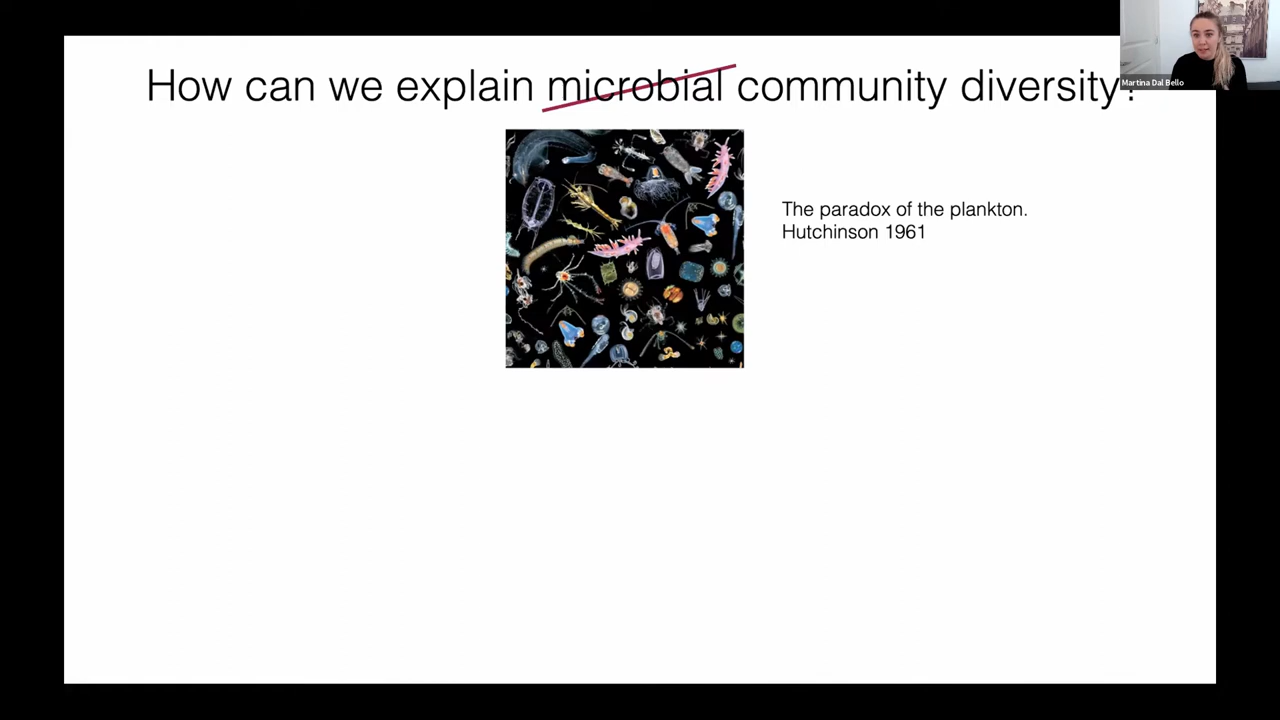 How can we explain microbial community diversity?
Martina Dal Bello
The paradox of the plankton.
Hutchinson 1961